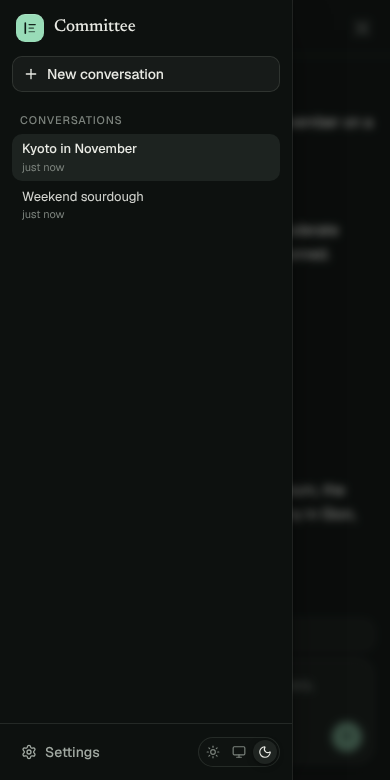 Committee
New conversation
CONVERSATIONS
Kyoto in November
just now
Weekend sourdough
just now
Settings